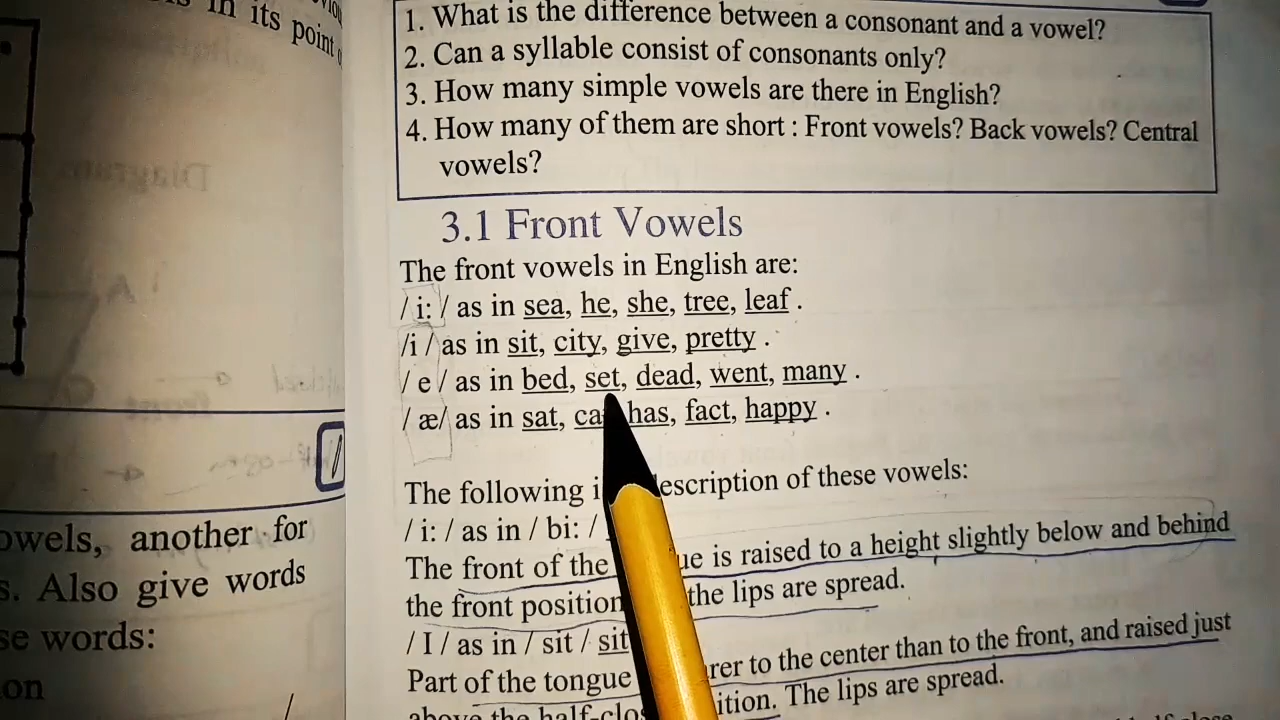 in its point
1. What is the difference between a consonant and a vowel?
2. Can a syllable consist of consonants only?
3. How many simple vowels are there in English?
4. How many of them are short : Front vowels? Back vowels? Central
vowels?
3.1 Front Vowels
The front vowels in English are:
/ i: / as in sea, he, she, tree, leaf .
/i / as in sit, city, give, pretty .
/ e / as in bed, set, dead, went, many .
/ æ/ as in sat, has, fact, happy .
The following description of these vowels:
/ i: / as in / bi: /
The front of the is raised to a height slightly below and behind
the front position the lips are spread.
/ I / as in / sit / sit
Part of the tongue to the center than to the front, and raised just
above the The lips are spread.
another for
Also give words
words:
on